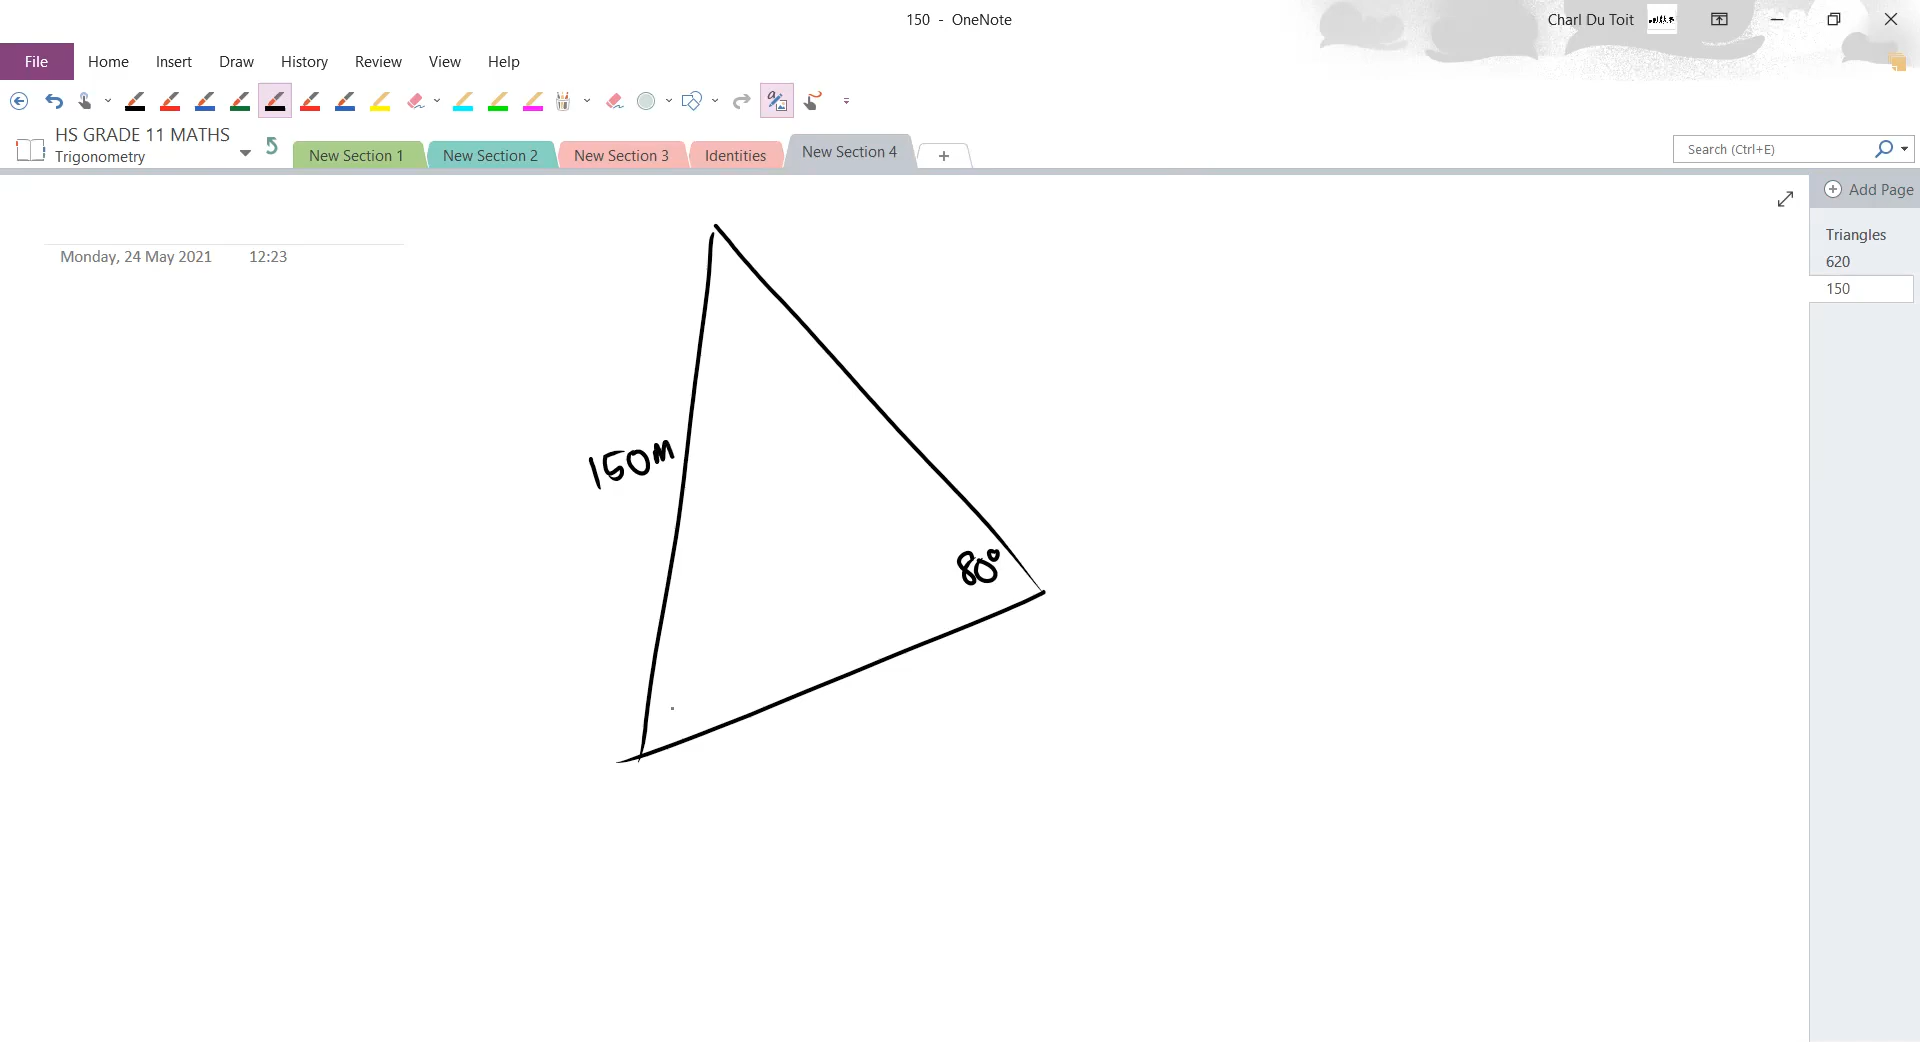 150 - OneNote
Charl Du Toit
File Home Insert Draw History Review View Help
HS GRADE 11 MATHS
Trigonometry
New Section 1 New Section 2 New Section 3 Identities New Section 4 +
Search (Ctrl+E)
Add Page
Triangles
620
150
Monday, 24 May 2021 12:23
150m
80°